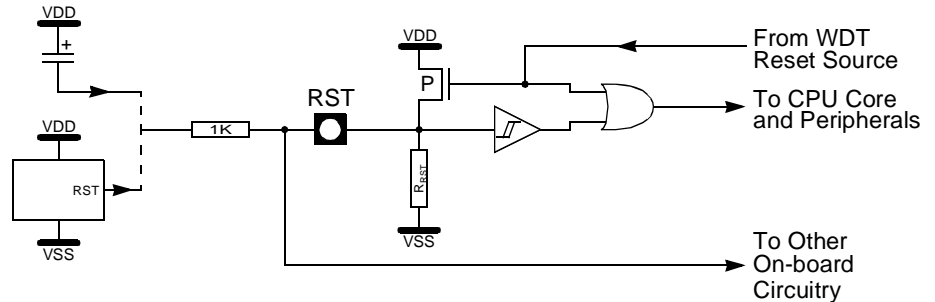 VDD
+
VDD
RST
VSS
1K
RST
VDD
P
RRST
VSS
From WDT
Reset Source
To CPU Core
and Peripherals
To Other
On-board
Circuitry